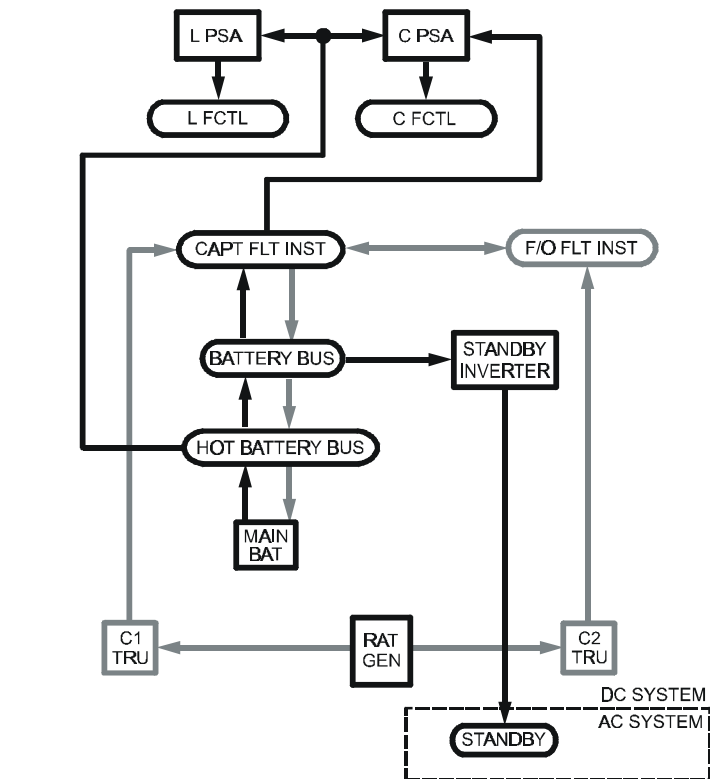 L PSA
C PSA
L FCTL
C FCTL
CAPT FLT INST
F/O FLT INST
BATTERY BUS
STANDBY
INVERTER
HOT BATTERY BUS
MAIN
BAT
C1
TRU
RAT
GEN
C2
TRU
DC SYSTEM
AC SYSTEM
STANDBY